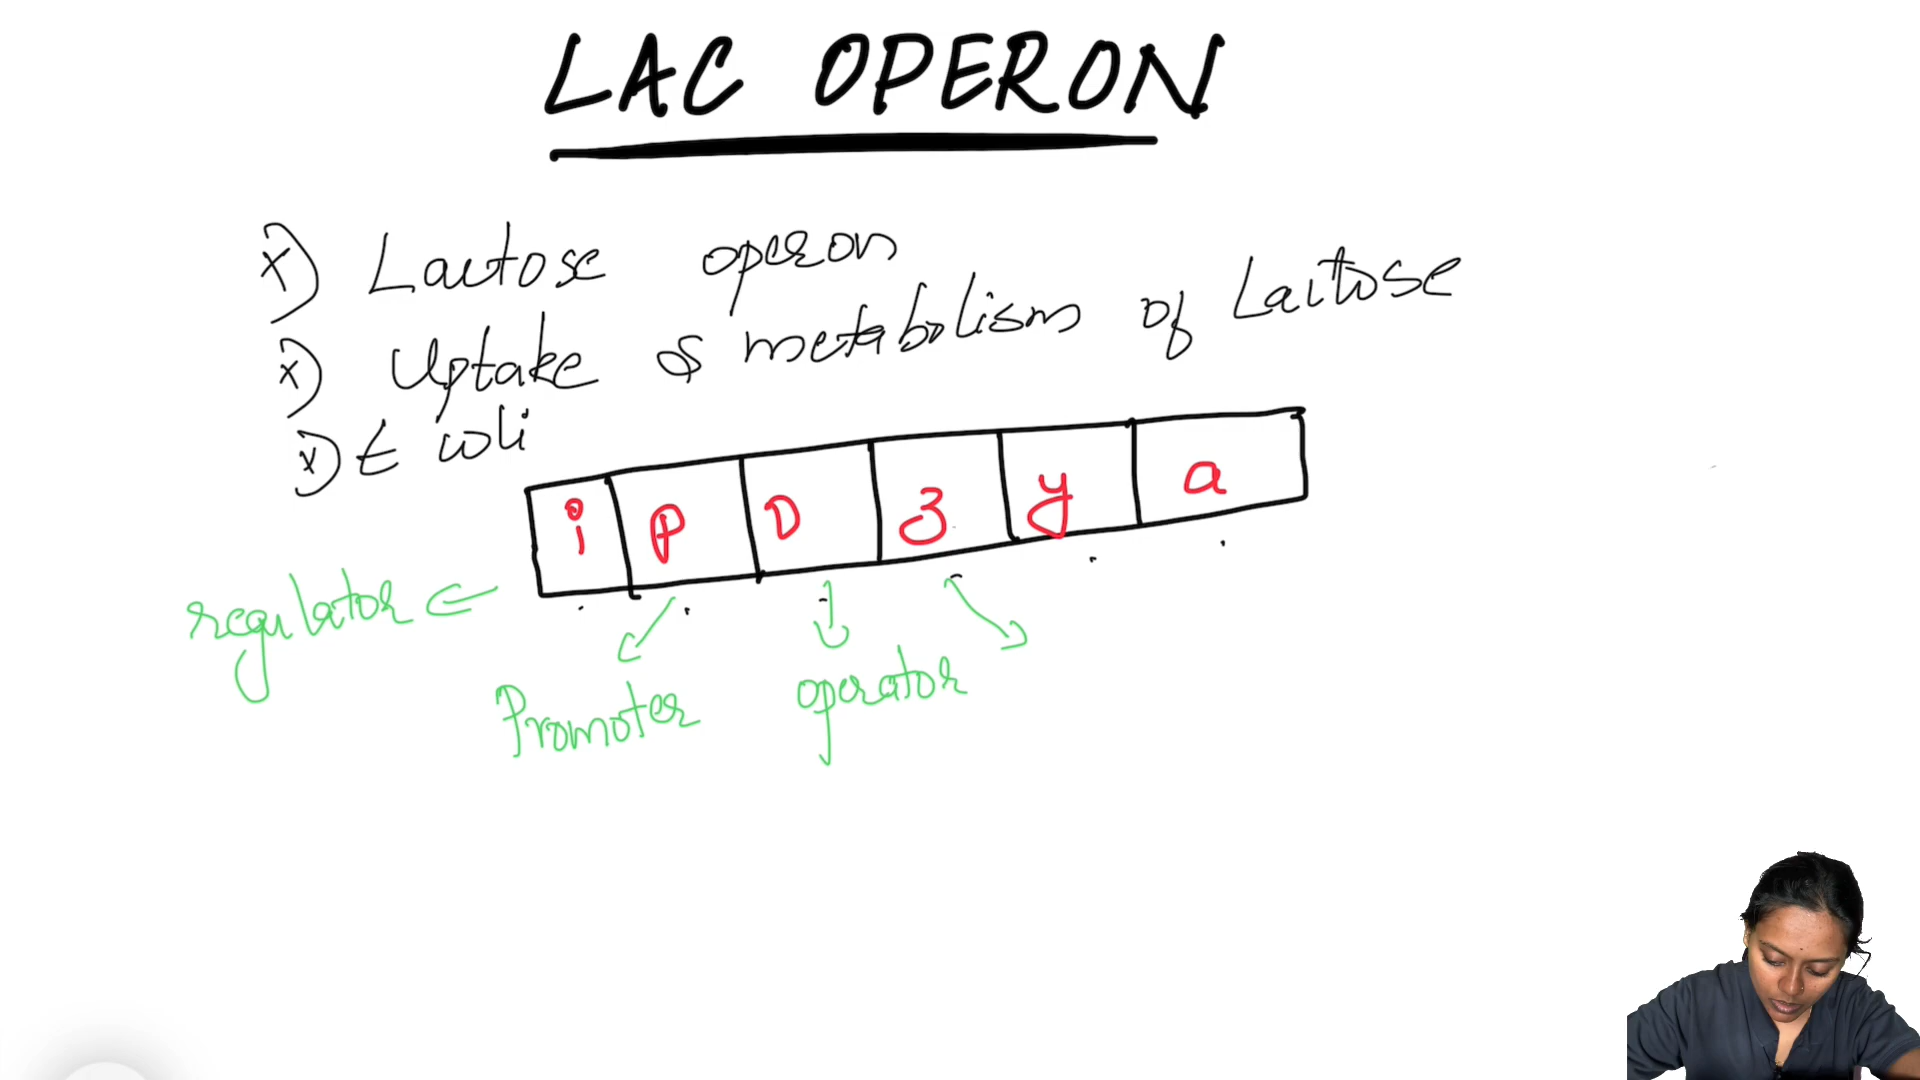 LAC OPERON
x) Lactose operon
x) Uptake & metabolism of Lactose
x) E coli
i p o z y a
regulator ←
Promoter operator